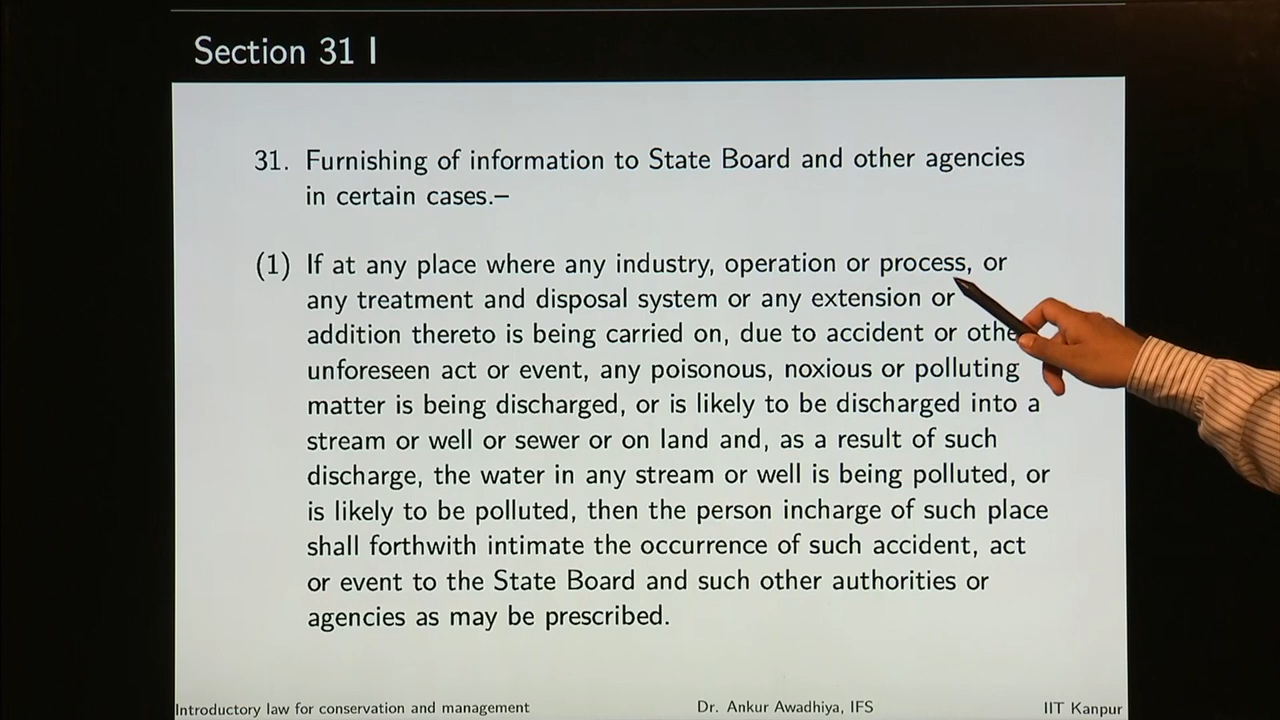 Section 31 I
31. Furnishing of information to State Board and other agencies
in certain cases.–
(1) If at any place where any industry, operation or process, or
any treatment and disposal system or any extension or
addition thereto is being carried on, due to accident or othe
unforeseen act or event, any poisonous, noxious or polluting
matter is being discharged, or is likely to be discharged into a
stream or well or sewer or on land and, as a result of such
discharge, the water in any stream or well is being polluted, or
is likely to be polluted, then the person incharge of such place
shall forthwith intimate the occurrence of such accident, act
or event to the State Board and such other authorities or
agencies as may be prescribed.
Introductory law for conservation and management Dr. Ankur Awadhiya, IFS IIT Kanpur